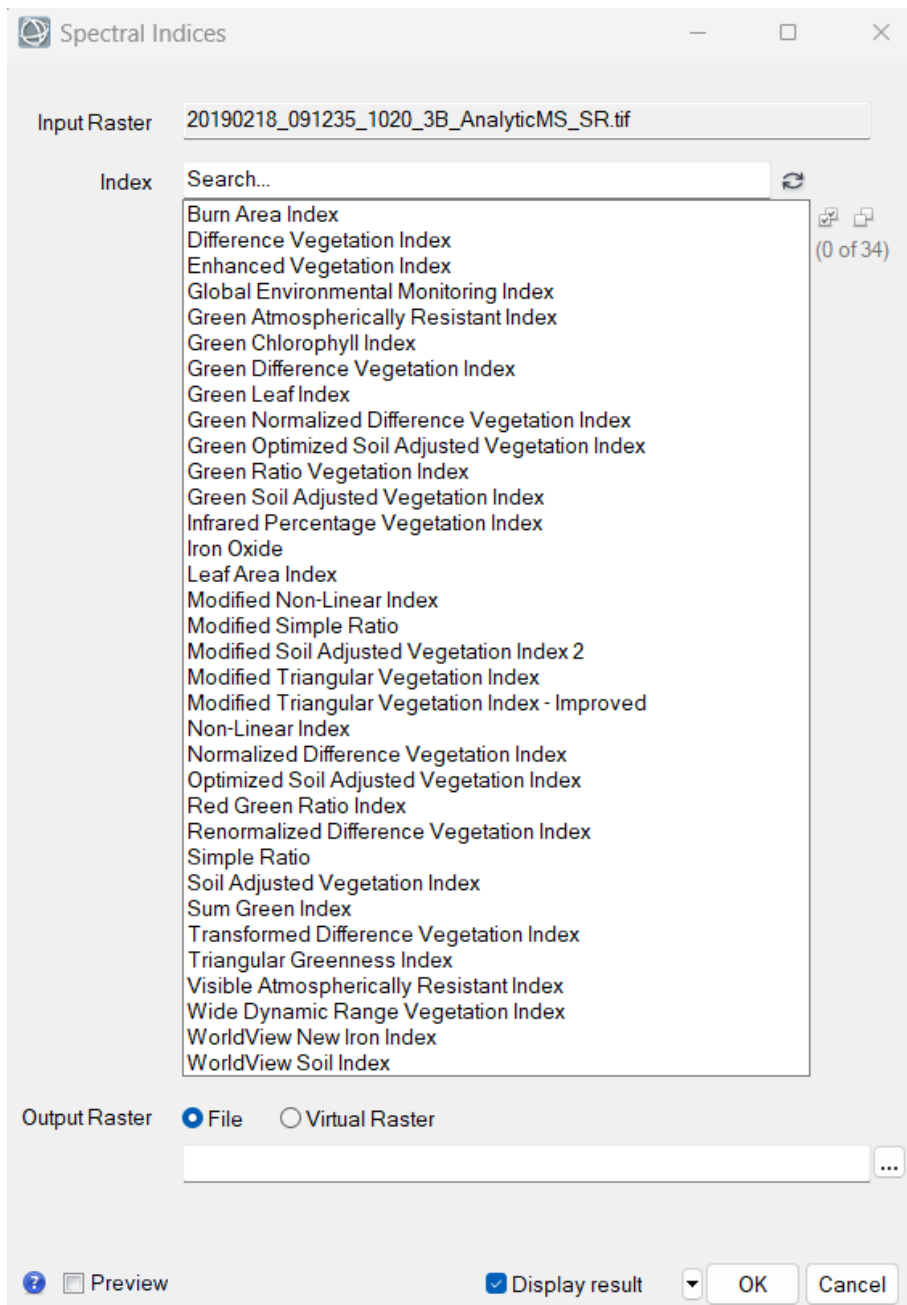 Spectral Indices
Input Raster 20190218_091235_1020_3B_AnalyticMS_SR.tif
Index Search...
Burn Area Index
Difference Vegetation Index
(0 of 34)
Enhanced Vegetation Index
Global Environmental Monitoring Index
Green Atmospherically Resistant Index
Green Chlorophyll Index
Green Difference Vegetation Index
Green Leaf Index
Green Normalized Difference Vegetation Index
Green Optimized Soil Adjusted Vegetation Index
Green Ratio Vegetation Index
Green Soil Adjusted Vegetation Index
Infrared Percentage Vegetation Index
Iron Oxide
Leaf Area Index
Modified Non-Linear Index
Modified Simple Ratio
Modified Soil Adjusted Vegetation Index 2
Modified Triangular Vegetation Index
Modified Triangular Vegetation Index - Improved
Non-Linear Index
Normalized Difference Vegetation Index
Optimized Soil Adjusted Vegetation Index
Red Green Ratio Index
Renormalized Difference Vegetation Index
Simple Ratio
Soil Adjusted Vegetation Index
Sum Green Index
Transformed Difference Vegetation Index
Triangular Greenness Index
Visible Atmospherically Resistant Index
Wide Dynamic Range Vegetation Index
WorldView New Iron Index
WorldView Soil Index
Output Raster File Virtual Raster
...
? Preview Display result OK Cancel